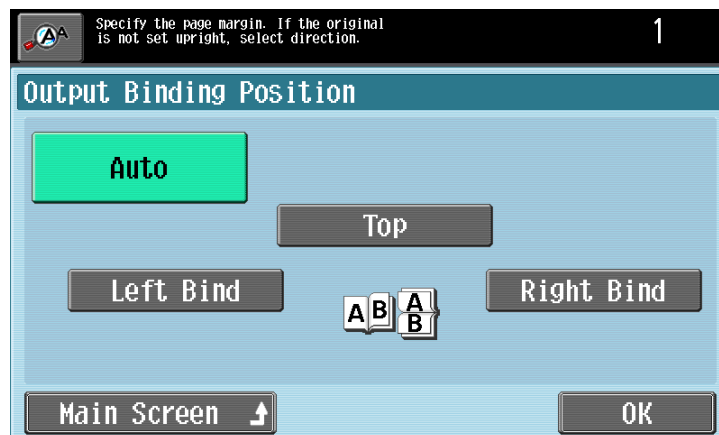 Specify the page margin. If the original
is not set upright, select direction.
1
AA
Output Binding Position
Auto
Top
Left Bind
Right Bind
A B
A
B
Main Screen
OK